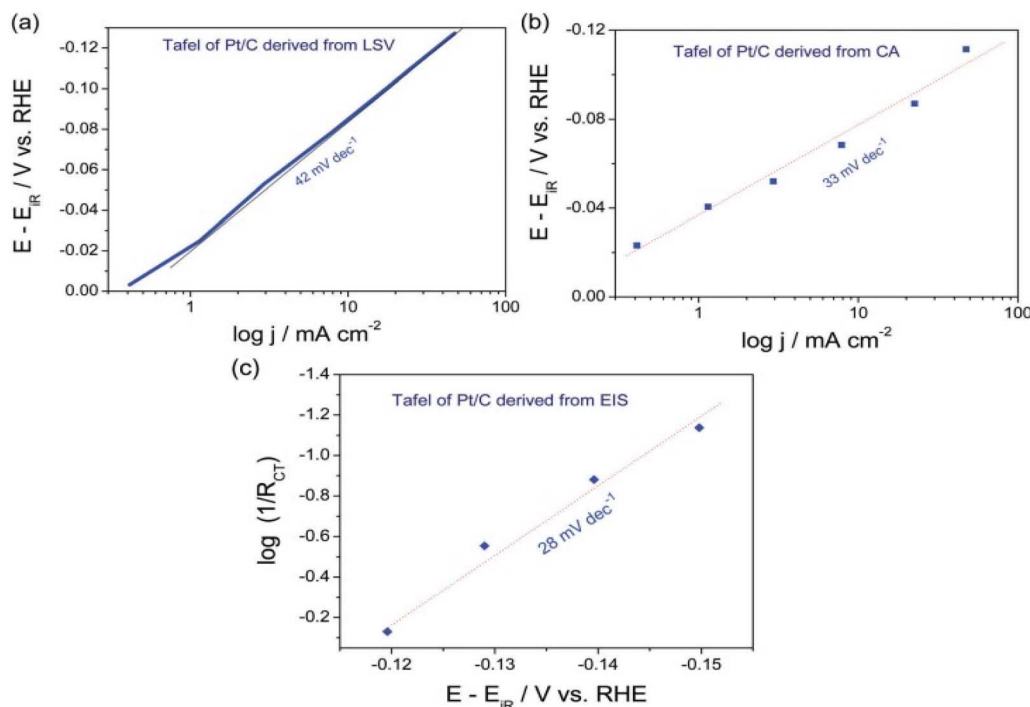 (a)
Tafel of Pt/C derived from LSV
E - E_iR / V vs. RHE
-0.12
-0.10
-0.08
-0.06
-0.04
-0.02
0.00
42 mV dec⁻¹
1
10
100
log j / mA cm⁻²
(b)
Tafel of Pt/C derived from CA
E - E_iR / V vs. RHE
-0.12
-0.08
-0.04
0.00
33 mV dec⁻¹
1
10
100
log j / mA cm⁻²
(c)
Tafel of Pt/C derived from EIS
log (1/R_CT)
-1.4
-1.2
-1.0
-0.8
-0.6
-0.4
-0.2
28 mV dec⁻¹
-0.12
-0.13
-0.14
-0.15
E - E_iR / V vs. RHE